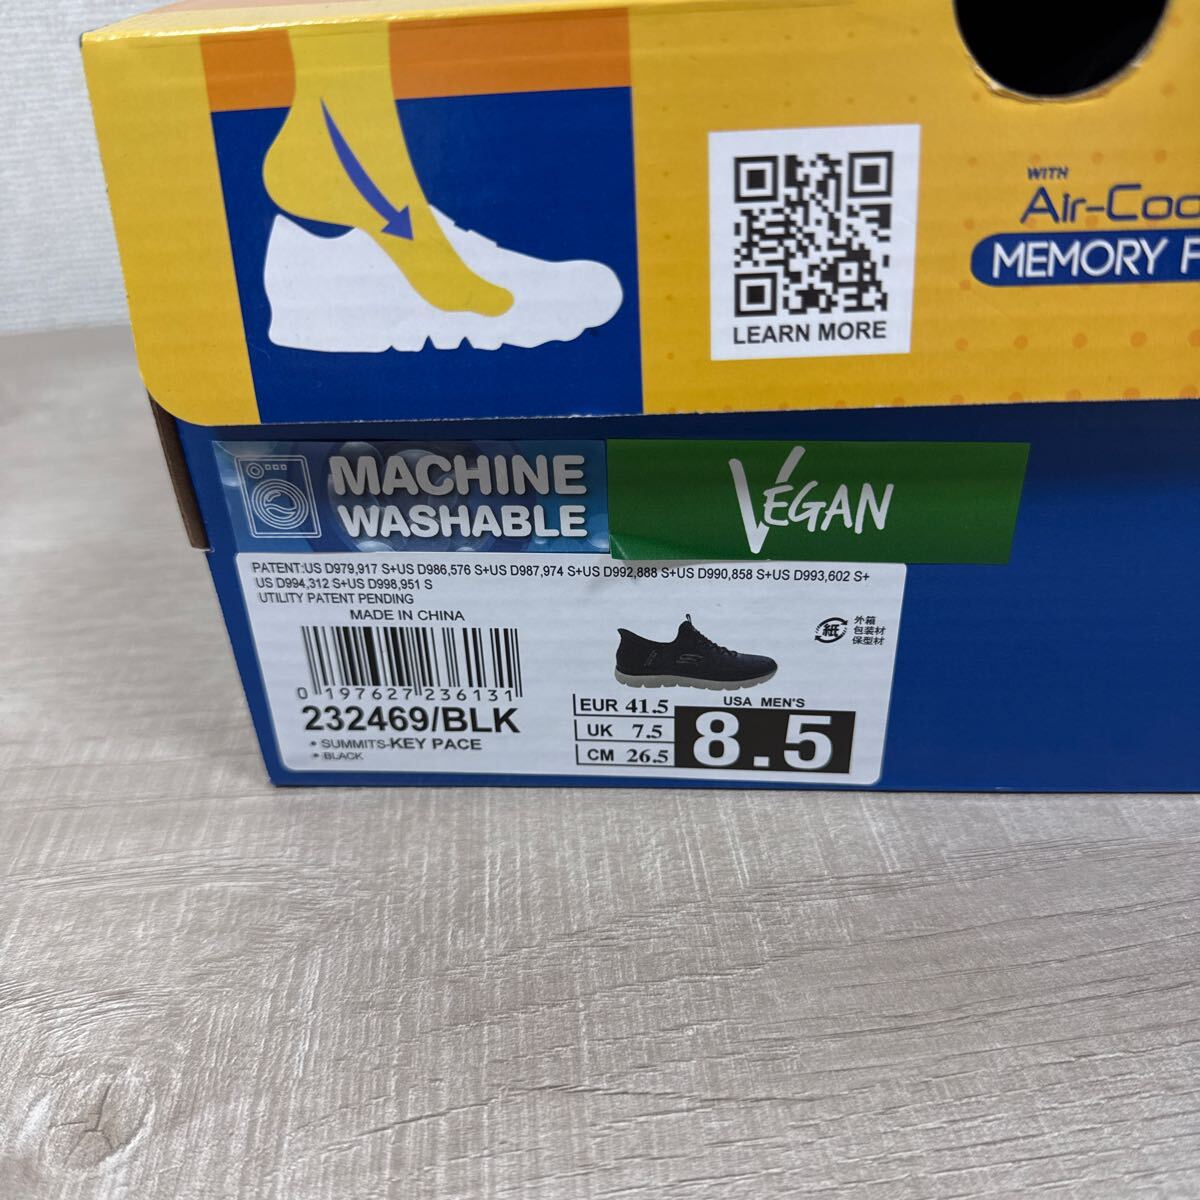 WITH
Air-Coo
MEMORY F
LEARN MORE
MACHINE
WASHABLE
VEGAN
PATENT:US D979,917 S+US D986,576 S+US D987,974 S+US D992,888 S+US D990,858 S+US D993,602 S+
US D994,312 S+US D998,951 S
UTILITY PATENT PENDING
MADE IN CHINA
0 197627 236131
232469/BLK
• SUMMITS-KEY PACE
• BLACK
紙
外箱
包装材
保型材
EUR 41.5
UK 7.5
CM 26.5
USA MEN'S
8.5